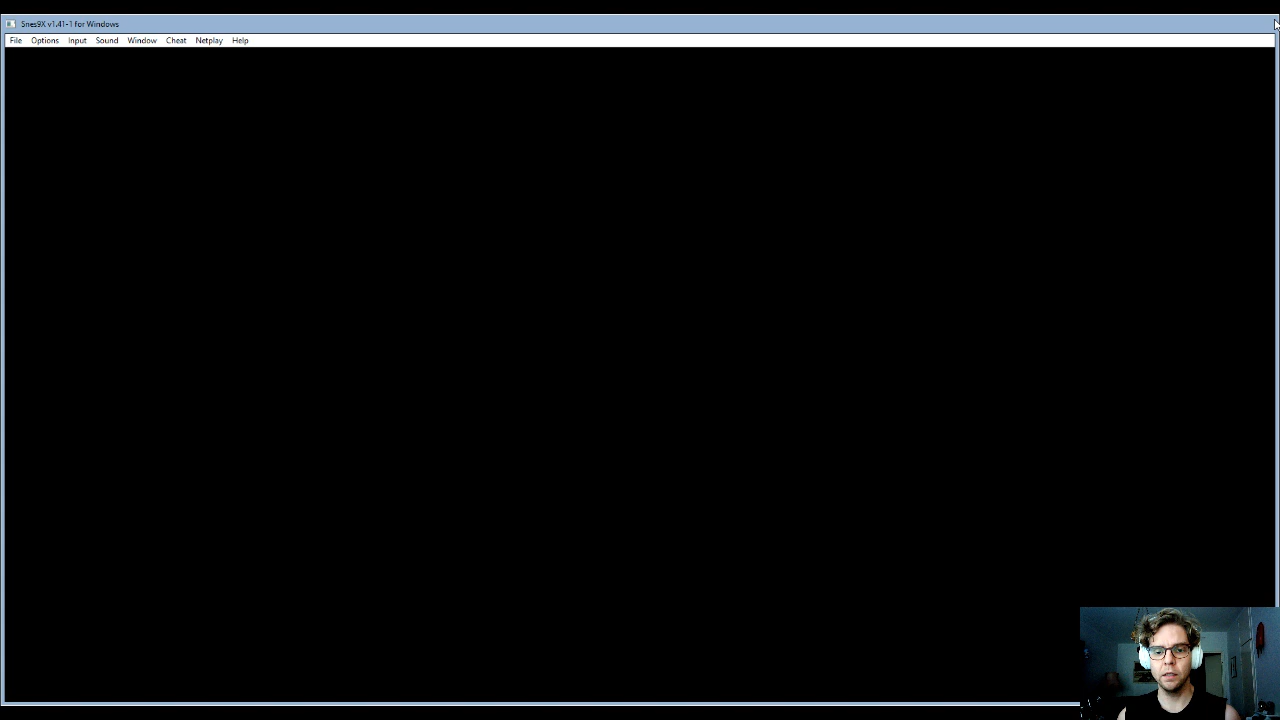 Snes9X v1.41-1 for Windows
File Options Input Sound Window Cheat Netplay Help